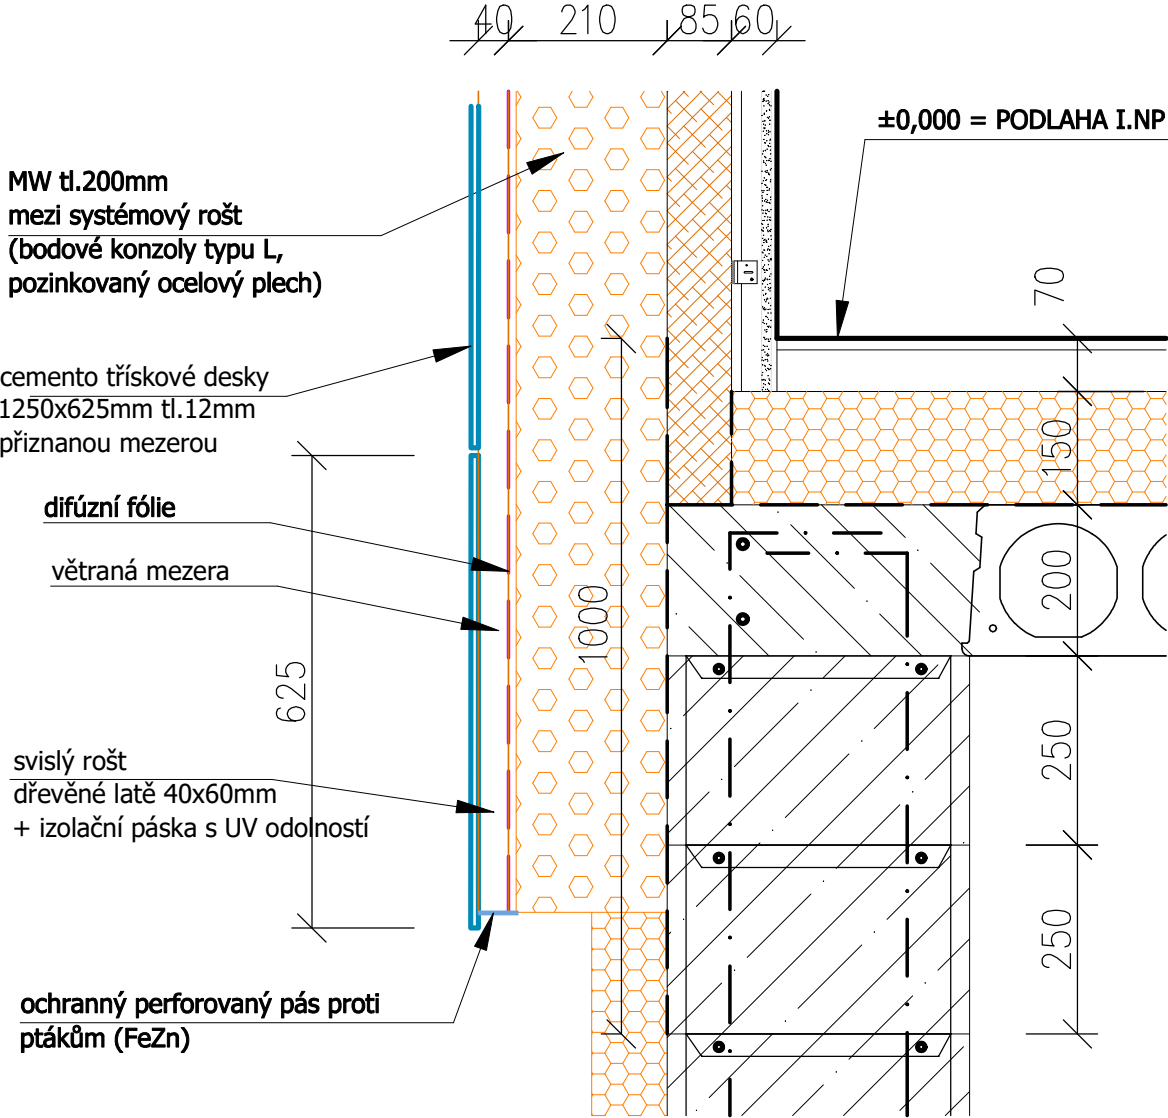 40 210 85 60
±0,000 = PODLAHA I.NP
MW tl.200mm
mezi systémový rošt
(bodové konzoly typu L,
pozinkovaný ocelový plech)
70
cemento třískové desky
1250x625mm tl.12mm
přiznanou mezerou
150
difúzní fólie
větraná mezera
200
1000
625
250
svislý rošt
dřevěné latě 40x60mm
+ izolační páska s UV odolností
250
ochranný perforovaný pás proti
ptákům (FeZn)